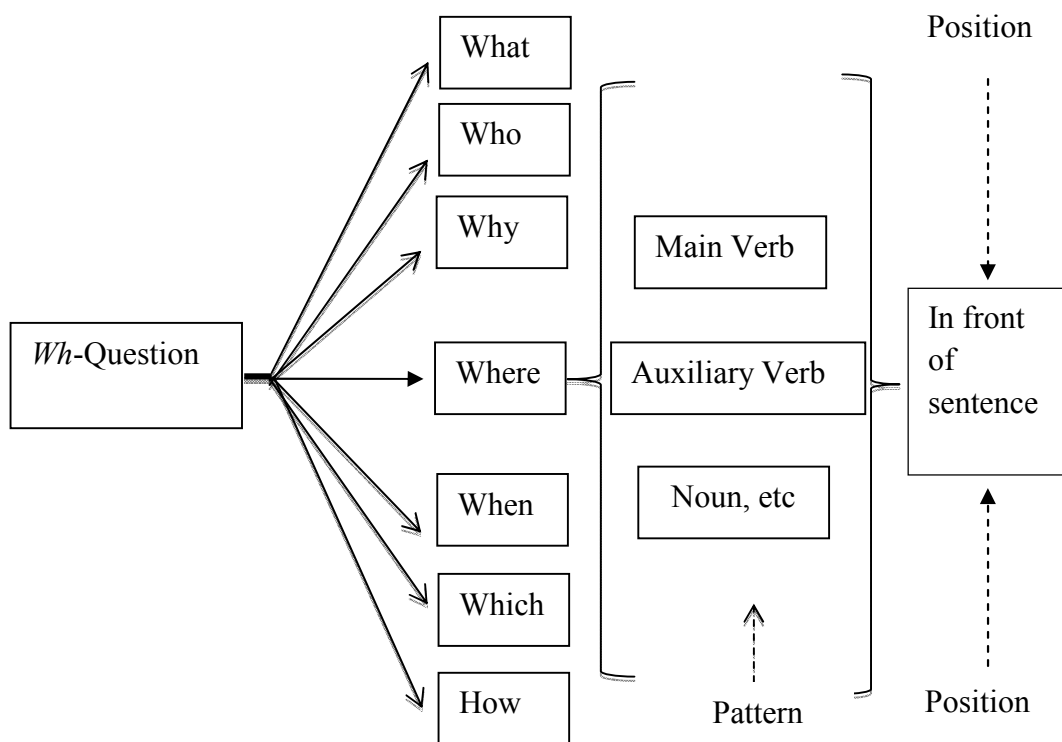 What
Position
Who
Why
Main Verb
Wh-Question
Where
Auxiliary Verb
In front
of
sentence
When
Noun, etc
Which
How
Pattern
Position